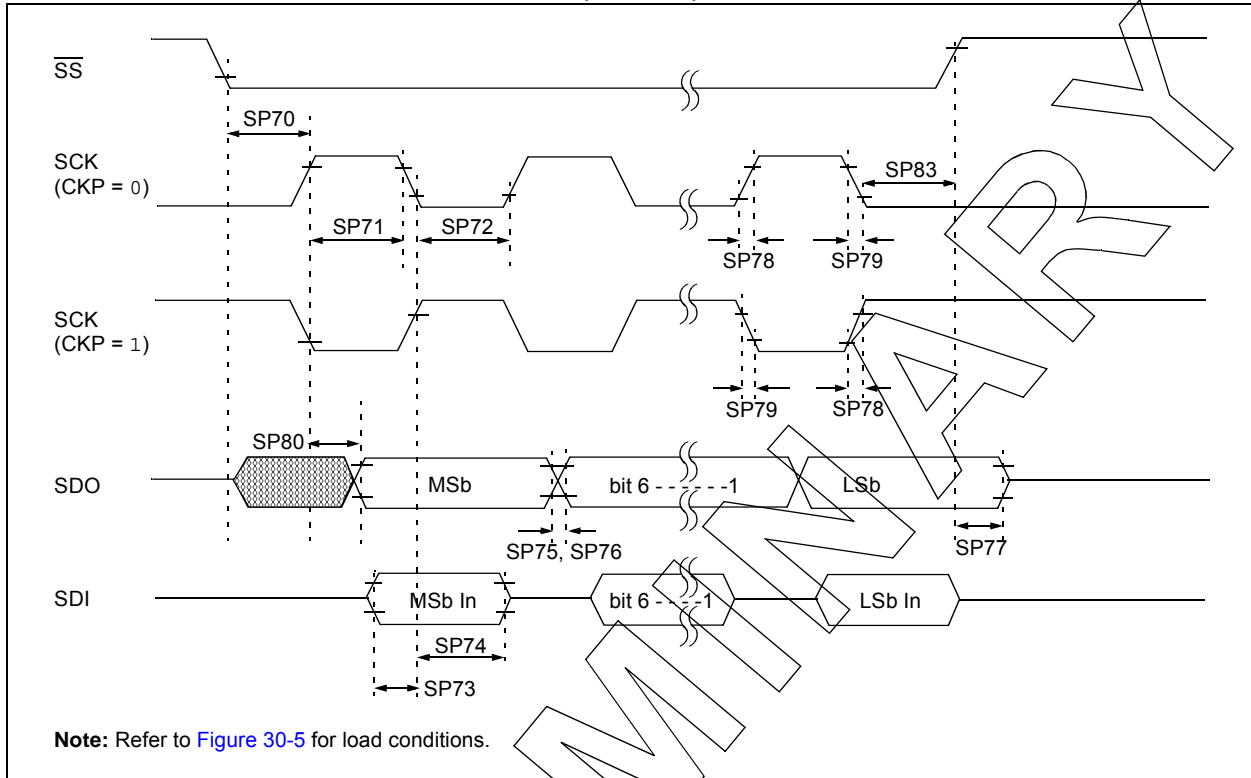 SS
SP70
SCK
(CKP = 0)
SP83
SP71
SP72
SP78
SP79
SCK
(CKP = 1)
SP79
SP78
SP80
SDO
MSb
bit 6 - - - - - -1
LSb
SP75, SP76
SP77
SDI
MSb In
bit 6 - - - -1
LSb In
SP74
SP73
Note: Refer to Figure 30-5 for load conditions.
MINARY